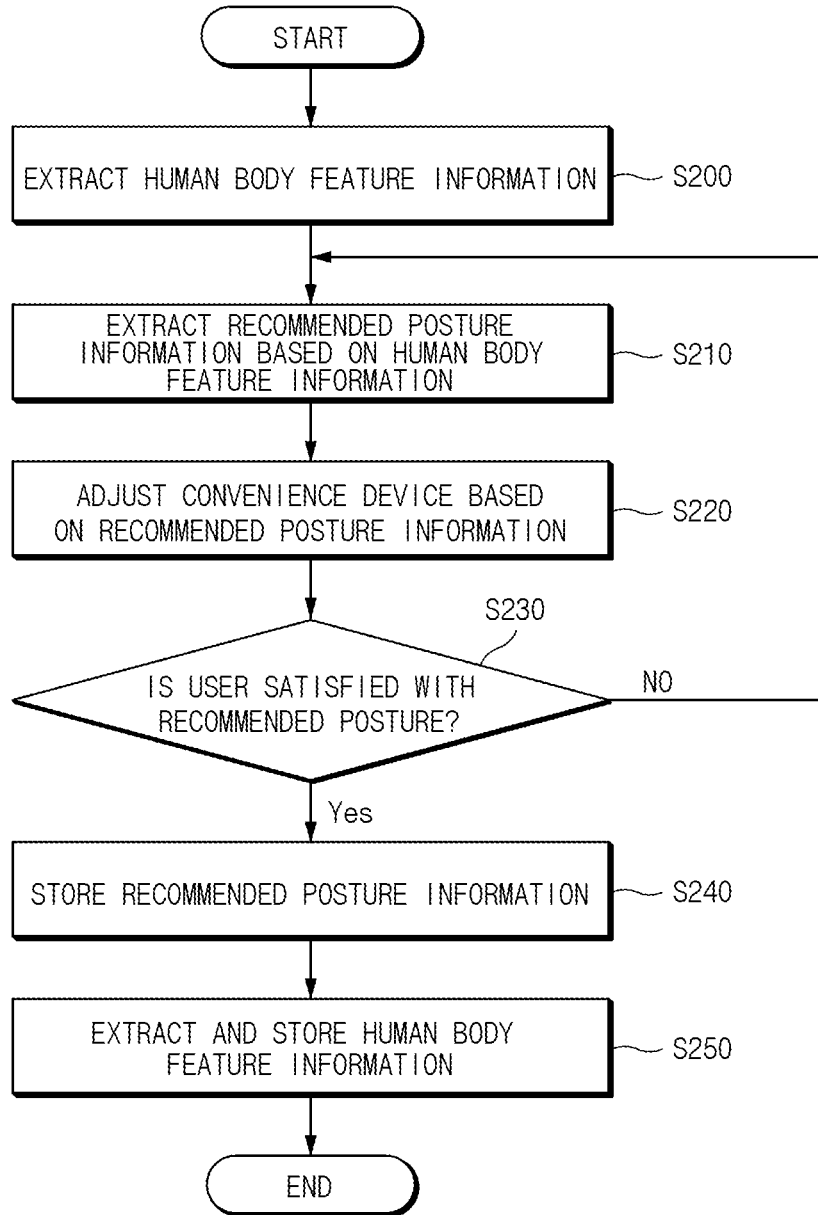 START
EXTRACT HUMAN BODY FEATURE INFORMATION
S200
EXTRACT RECOMMENDED POSTURE
INFORMATION BASED ON HUMAN BODY
FEATURE INFORMATION
S210
ADJUST CONVENIENCE DEVICE BASED
ON RECOMMENDED POSTURE INFORMATION
S220
S230
IS USER SATISFIED WITH
RECOMMENDED POSTURE?
NO
Yes
STORE RECOMMENDED POSTURE INFORMATION
S240
EXTRACT AND STORE HUMAN BODY
FEATURE INFORMATION
S250
END